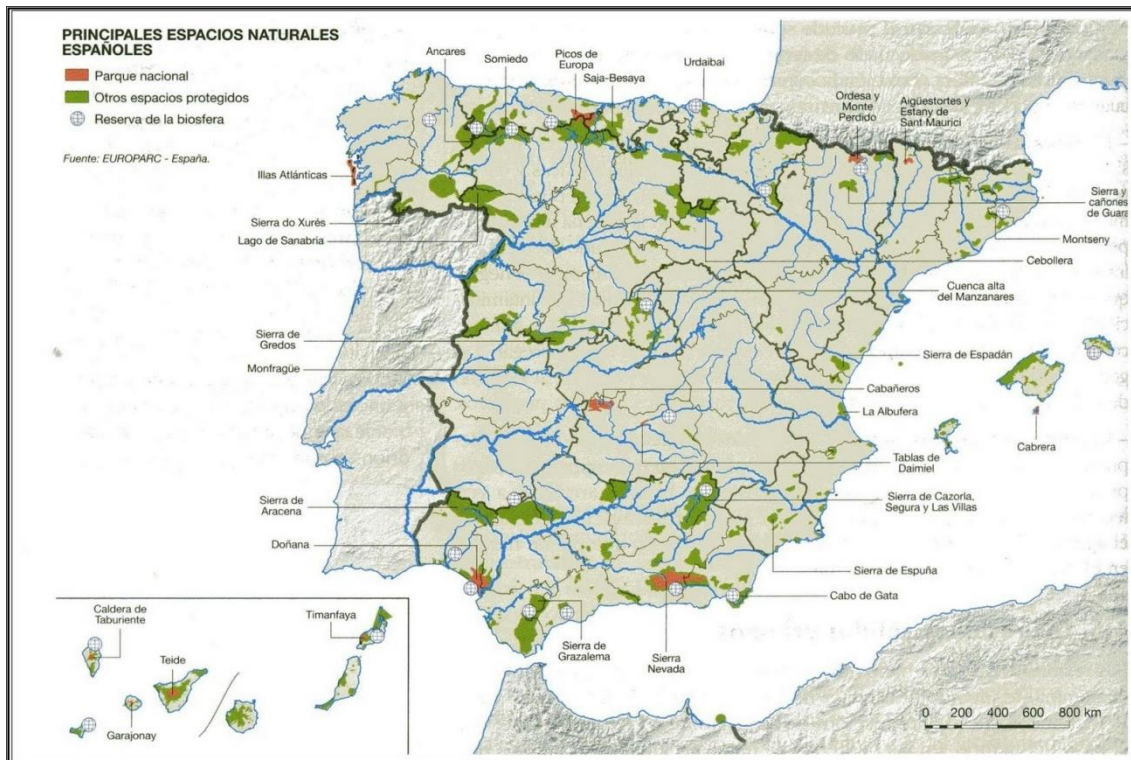 PRINCIPALES ESPACIOS NATURALES
ESPAÑOLES
Parque nacional
Otros espacios protegidos
Reserva de la biosfera
Fuente: EUROPARC - España.
Ancares
Somiedo
Picos de
Europa
Saja-Besaya
Urdaibai
Ordesa y
Monte
Perdido
Aigüestortes y
Estany de
Sant Maurici
Illas Atlánticas
Sierra do Xurés
Lago de Sanabria
Sierra y
cañones
de Guara
Montseny
Cebollera
Cuenca alta
del Manzanares
Sierra de
Gredos
Monfragüe
Sierra de Espadán
Cabañeros
La Albufera
Cabrera
Tablas de
Daimiel
Sierra de
Aracena
Sierra de Cazorla,
Segura y Las Villas
Doñana
Sierra de Espuña
Cabo de Gata
Sierra de
Grazalema
Sierra
Nevada
Caldera de
Taburiente
Timanfaya
Teide
Garajonay
0 200 400 600 800 km